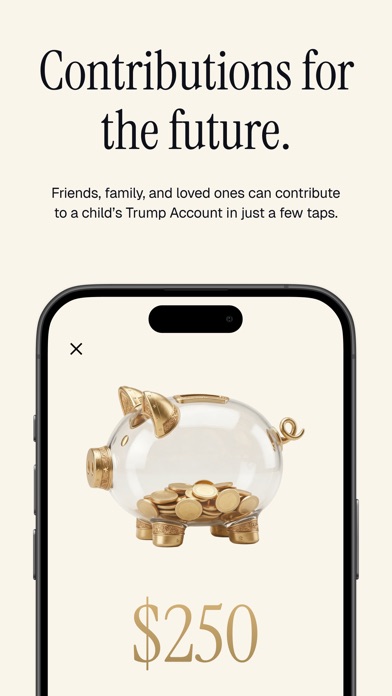 Contributions for
the future.
Friends, family, and loved ones can contribute
to a child’s Trump Account in just a few taps.
$250